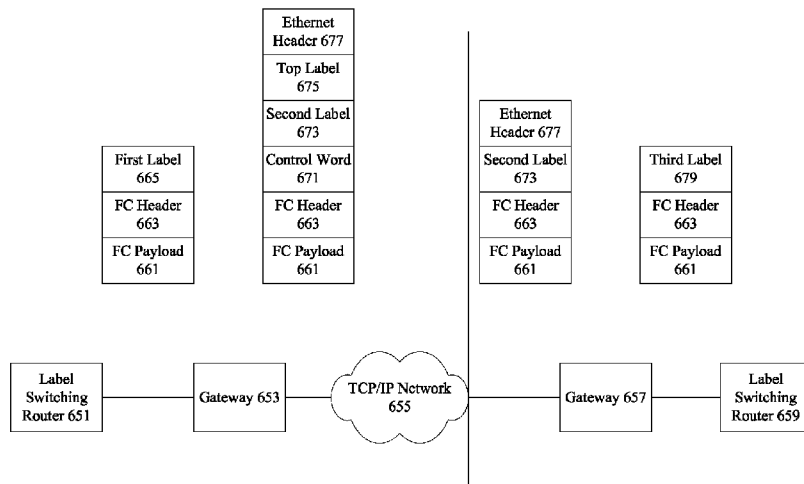 First Label
665
FC Header
663
FC Payload
661
Ethernet
Header 677
Top Label
675
Second Label
673
Control Word
671
FC Header
663
FC Payload
661
Ethernet
Header 677
Second Label
673
FC Header
663
FC Payload
661
Third Label
679
FC Header
663
FC Payload
661
Label
Switching
Router 651
Gateway 653
TCP/IP Network
655
Gateway 657
Label
Switching
Router 659